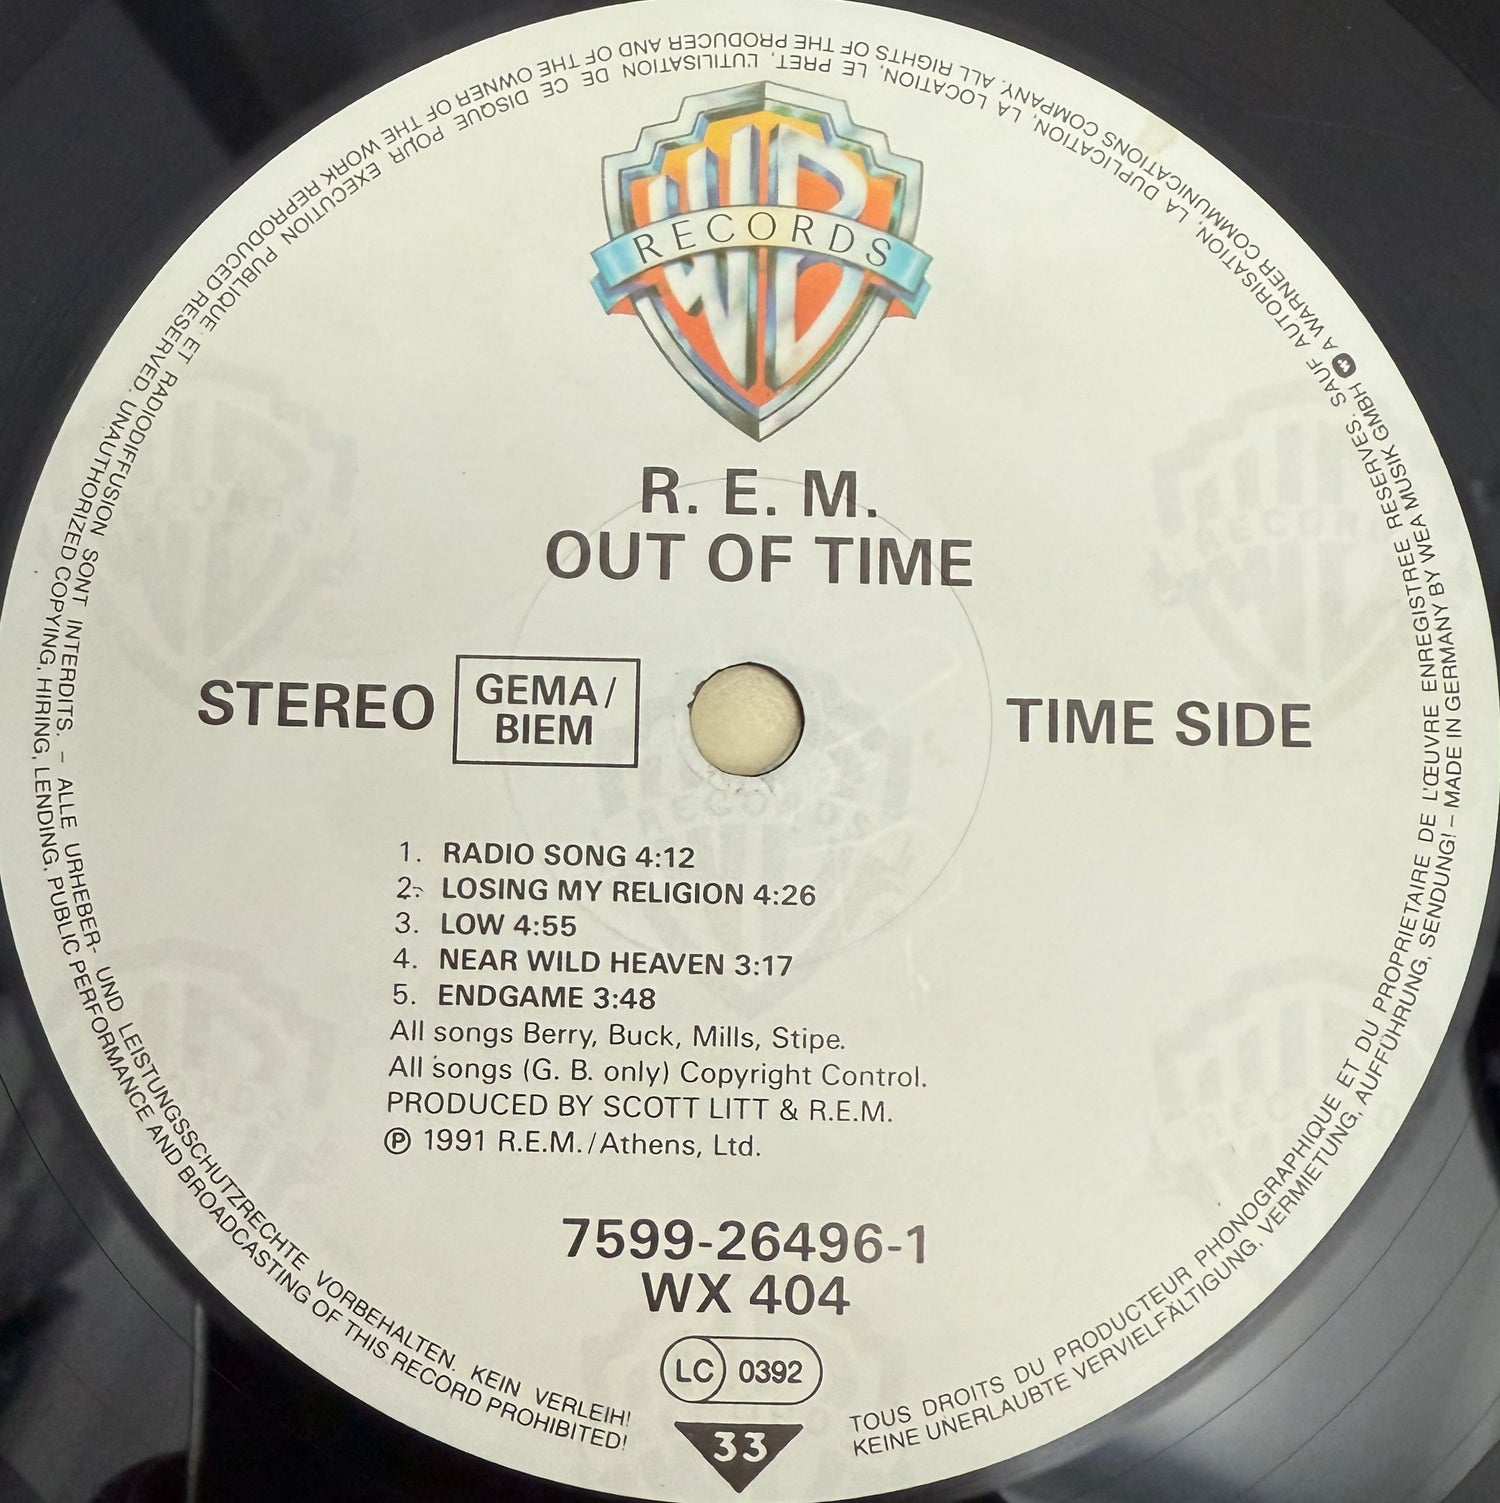 WB
RECORDS
R. E. M.
OUT OF TIME
STEREO
GEMA/
BIEM
TIME SIDE
1. RADIO SONG 4:12
2. LOSING MY RELIGION 4:26
3. LOW 4:55
4. NEAR WILD HEAVEN 3:17
5. ENDGAME 3:48
All songs Berry, Buck, Mills, Stipe.
All songs (G. B. only) Copyright Control.
PRODUCED BY SCOTT LITT & R.E.M.
Ⓟ 1991 R.E.M./Athens, Ltd.
7599-26496-1
WX 404
LC 0392
33
TOUS DROITS DU PRODUCTEUR PHONOGRAPHIQUE ET DU PROPRIETAIRE DE L'ŒUVRE ENREGISTREE RESERVES. SAUF AUTORISATION, LA DUPLICATION, LA LOCATION, LE PRET, L'UTILISATION DE CE DISQUE POUR EXECUTION PUBLIQUE ET RADIODIFFUSION SONT INTERDITS. – ALLE URHEBER- UND LEISTUNGSSCHUTZRECHTE VORBEHALTEN. KEIN VERLEIH!
KEINE UNERLAUBTE VERVIELFÄLTIGUNG, VERMIETUNG, AUFFÜHRUNG, SENDUNG! – MADE IN GERMANY BY WEA MUSIK GMBH A WARNER COMMUNICATIONS COMPANY. ALL RIGHTS OF THE PRODUCER AND OF THE OWNER OF THE WORK REPRODUCED RESERVED. UNAUTHORIZED COPYING, HIRING, LENDING, PUBLIC PERFORMANCE AND BROADCASTING OF THIS RECORD PROHIBITED!